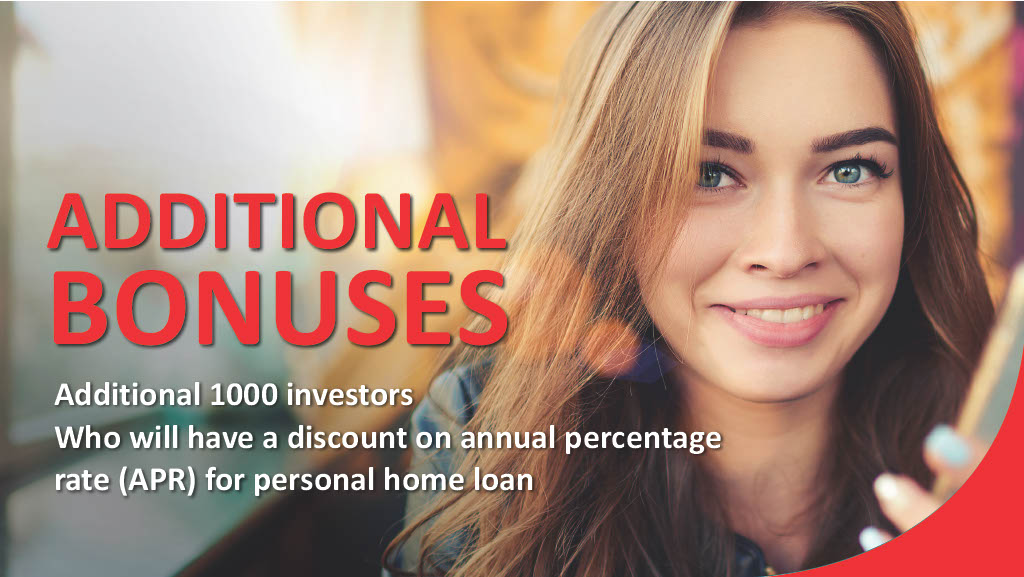 ADDITIONAL
BONUSES
Additional 1000 investors
Who will have a discount on annual percentage
rate (APR) for personal home loan